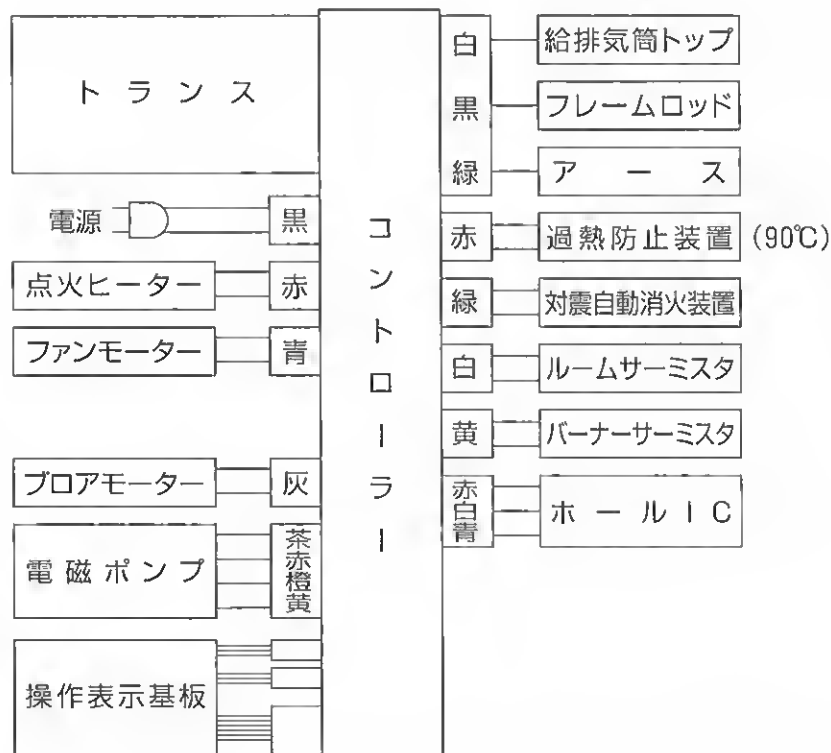 トランス
電源
黒
点火ヒーター
赤
ファンモーター
青
ブロアモーター
灰
電磁ポンプ
茶
赤
橙
黄
操作表示基板
コントローラー
白
給排気筒トップ
黒
フレームロッド
緑
アース
赤
過熱防止装置 (90℃)
緑
対震自動消火装置
白
ルームサーミスタ
黄
バーナーサーミスタ
赤
白
青
ホールIC